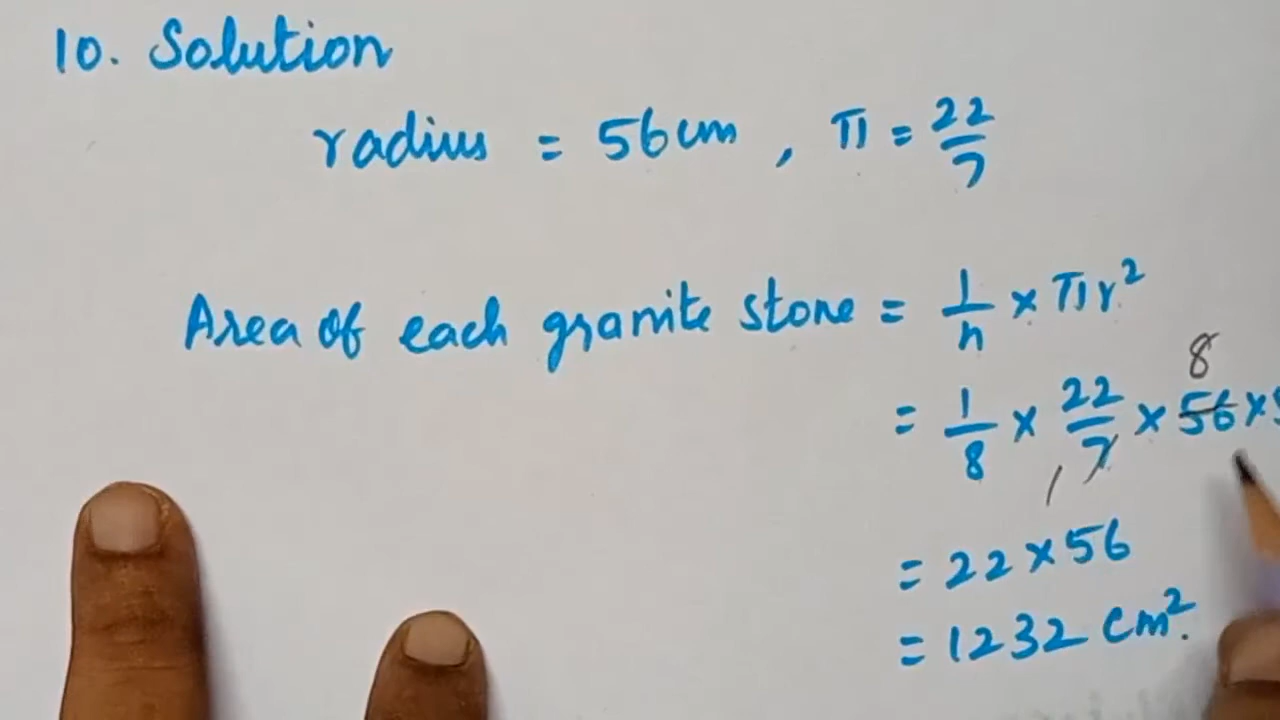 10. Solution
radius = 56cm, π = 22/7
Area of each granite stone = 1/n × πr²
8
= 1/8 × 22/7 × 56 ×
1
= 22 × 56
= 1232 cm².